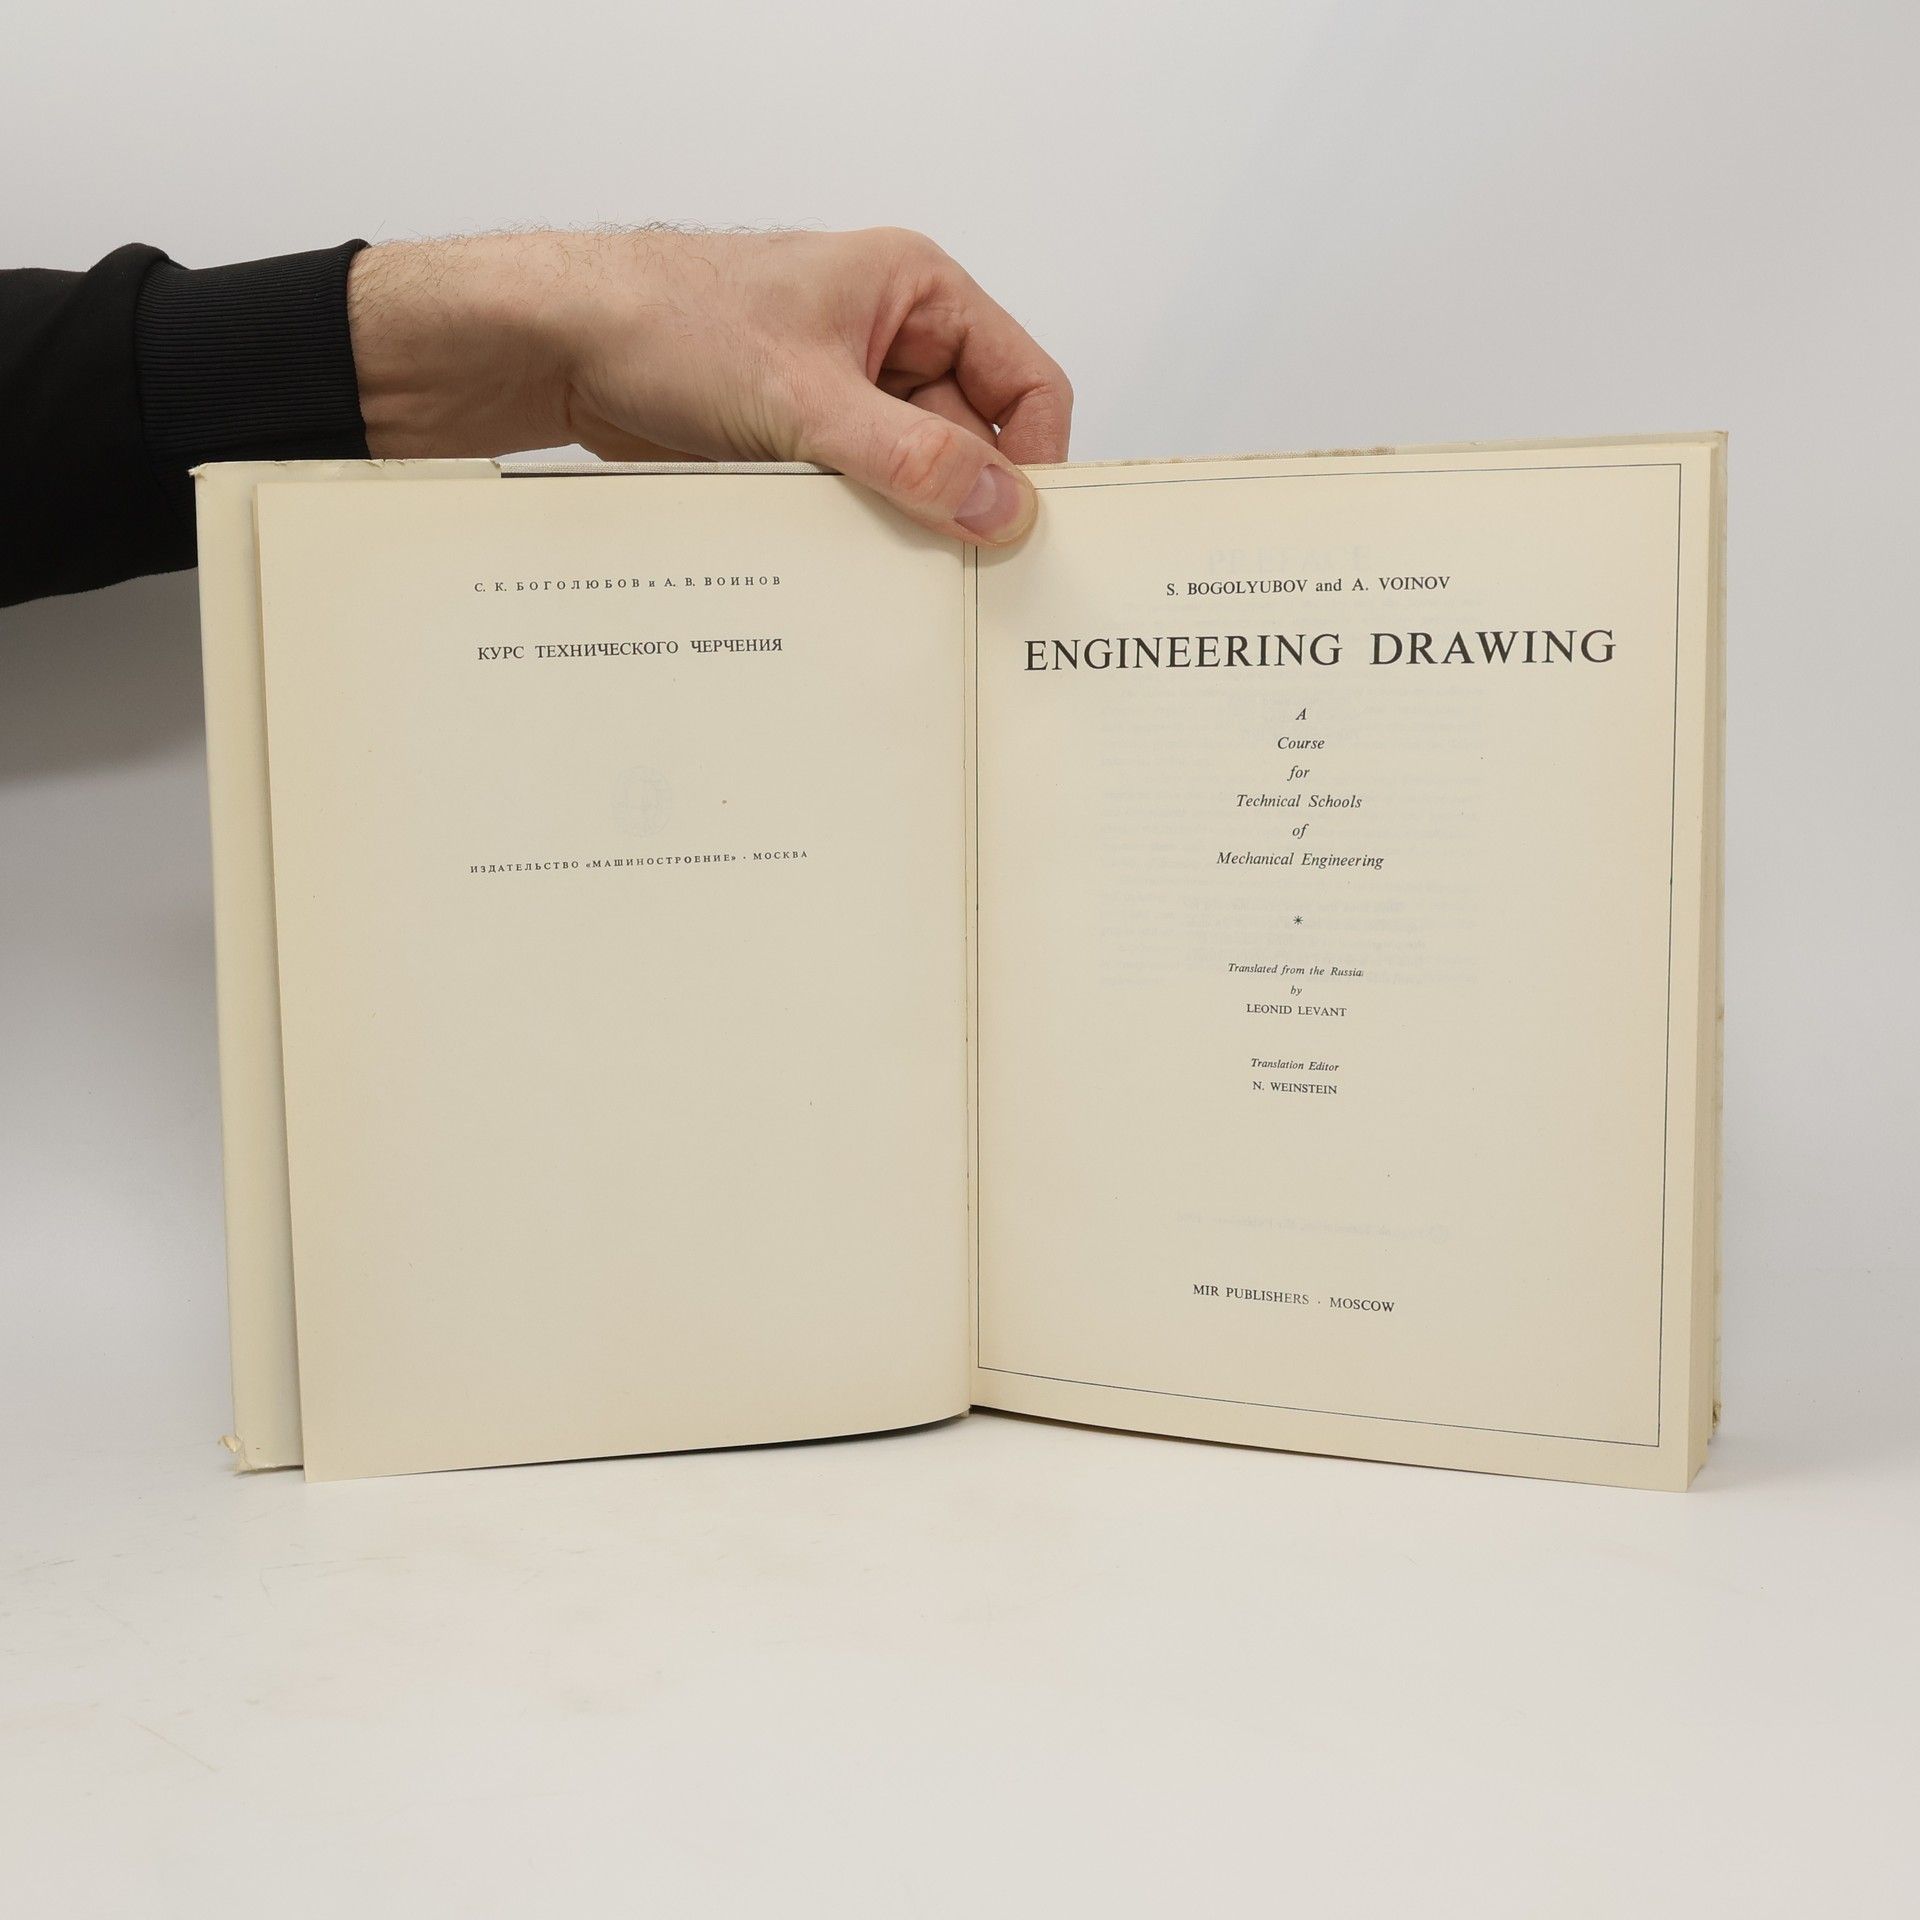 С. К. БОГОЛЮБОВ и А. В. ВОИНОВ
КУРС ТЕХНИЧЕСКОГО ЧЕРЧЕНИЯ
ИЗДАТЕЛЬСТВО «МАШИНОСТРОЕНИЕ» · МОСКВА
S. BOGOLYUBOV and A. VOINOV
ENGINEERING DRAWING
A
Course
for
Technical Schools
of
Mechanical Engineering
*
Translated from the Russian
by
LEONID LEVANT
Translation Editor
N. WEINSTEIN
MIR PUBLISHERS · MOSCOW